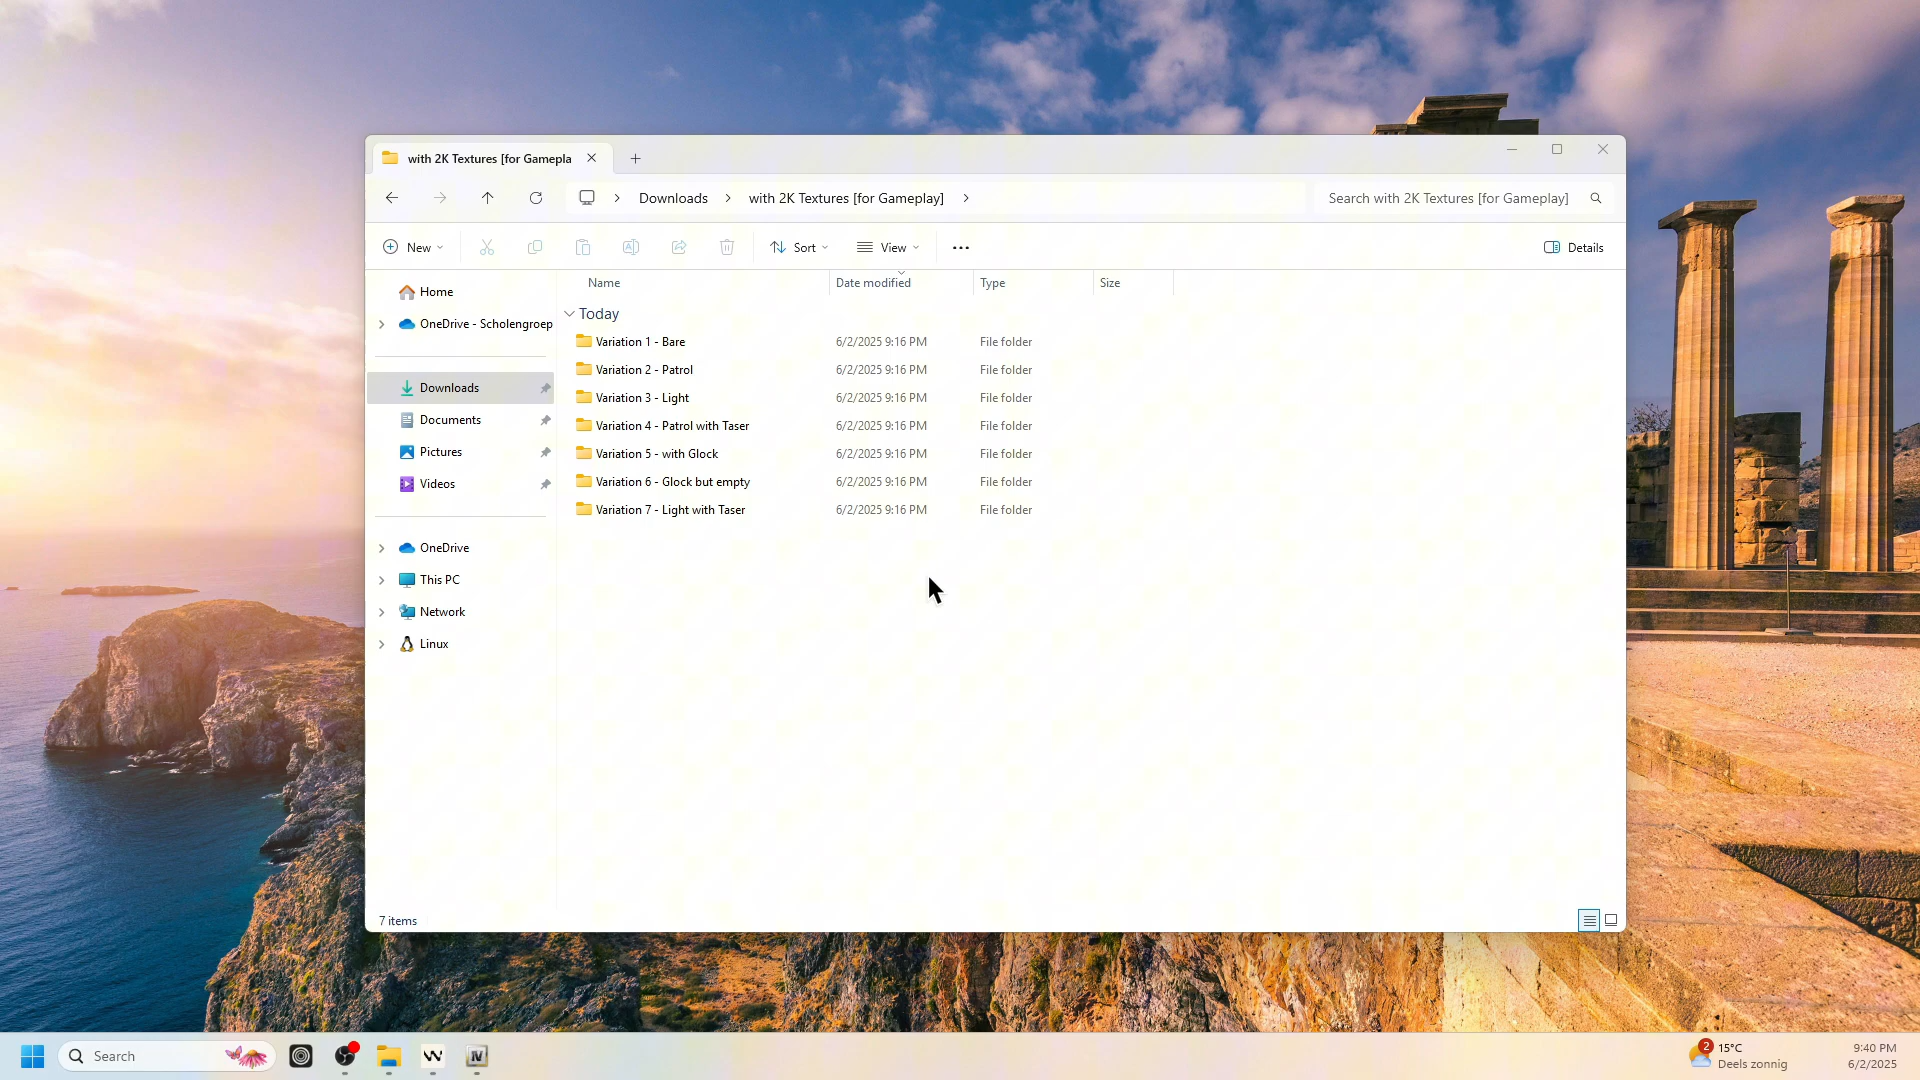 with 2K Textures [for Gamepla
Downloads
with 2K Textures [for Gameplay]
Search with 2K Textures [for Gameplay]
New
Sort
View
Details
Name Date modified Type Size
Home
OneDrive - Scholengroep
Downloads
Documents
Pictures
Videos
OneDrive
This PC
Network
Linux
Today
Variation 1 - Bare 6/2/2025 9:16 PM File folder
Variation 2 - Patrol 6/2/2025 9:16 PM File folder
Variation 3 - Light 6/2/2025 9:16 PM File folder
Variation 4 - Patrol with Taser 6/2/2025 9:16 PM File folder
Variation 5 - with Glock 6/2/2025 9:16 PM File folder
Variation 6 - Glock but empty 6/2/2025 9:16 PM File folder
Variation 7 - Light with Taser 6/2/2025 9:16 PM File folder
7 items
Search
2
15°C
Deels zonnig
9:40 PM
6/2/2025